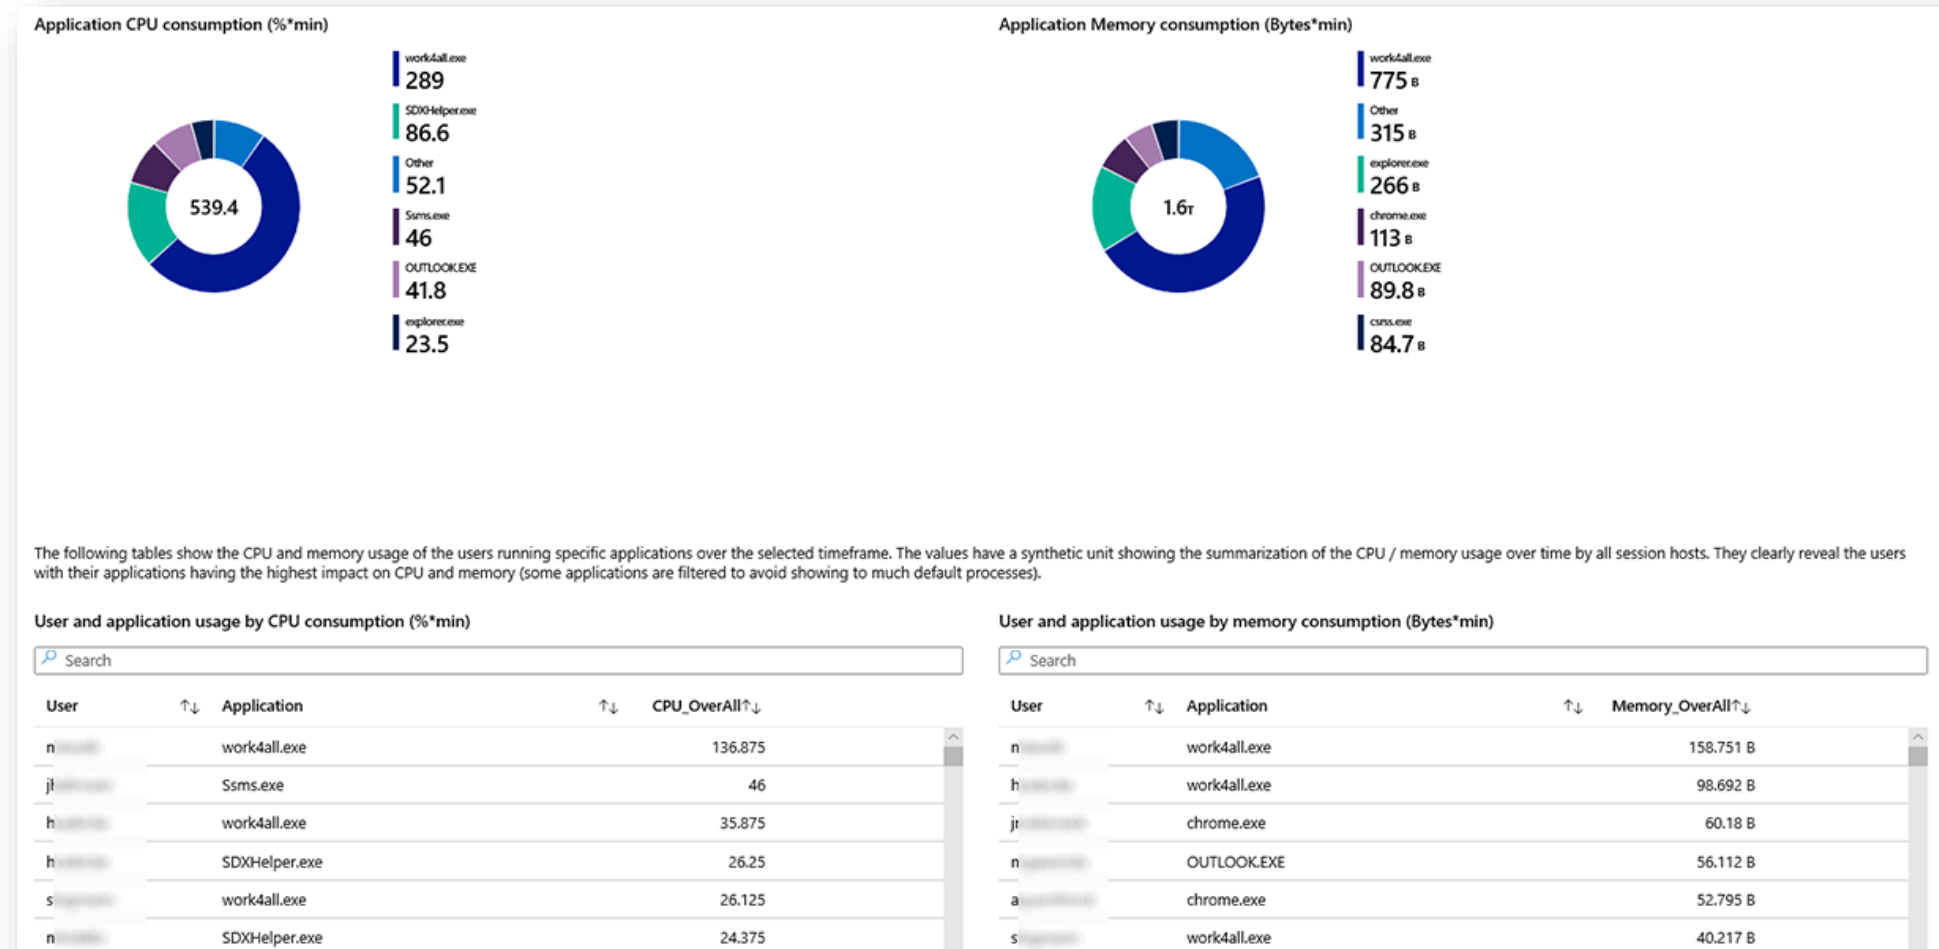 Application CPU consumption (%*min)
work4all.exe
289
SDXHelper.exe
86.6
Other
52.1
Ssms.exe
46
OUTLOOK.EXE
41.8
explorer.exe
23.5
539.4
Application Memory consumption (Bytes*min)
work4all.exe
775 B
Other
315 B
explorer.exe
266 B
chrome.exe
113 B
OUTLOOK.EXE
89.8 B
csrss.exe
84.7 B
1.6T
The following tables show the CPU and memory usage of the users running specific applications over the selected timeframe. The values have a synthetic unit showing the summarization of the CPU / memory usage over time by all session hosts. They clearly reveal the users
with their applications having the highest impact on CPU and memory (some applications are filtered to avoid showing to much default processes).
User and application usage by CPU consumption (%*min)
Search
User ↑↓ Application ↑↓ CPU_OverAll↑↓
n work4all.exe 136.875
jh Ssms.exe 46
h work4all.exe 35.875
h SDXHelper.exe 26.25
s work4all.exe 26.125
n SDXHelper.exe 24.375
User and application usage by memory consumption (Bytes*min)
Search
User ↑↓ Application ↑↓ Memory_OverAll↑↓
n work4all.exe 158.751 B
h work4all.exe 98.692 B
jr chrome.exe 60.18 B
n OUTLOOK.EXE 56.112 B
a chrome.exe 52.795 B
s work4all.exe 40.217 B